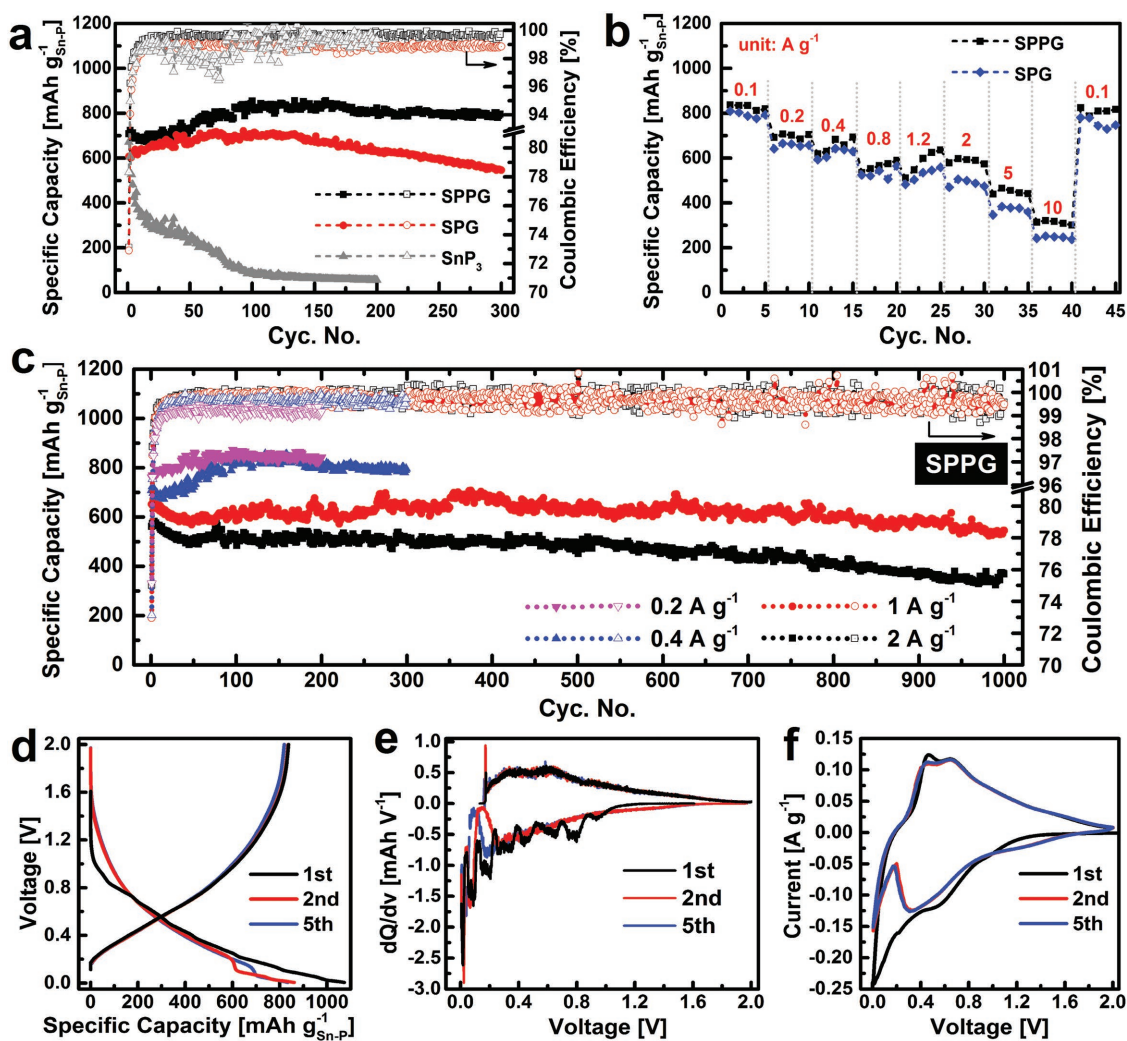 a
Specific Capacity [mAh g⁻¹Sn-P]
1200
1000
800
600
400
200
0
0 50 100 150 200 250 300
Cyc. No.
SPPG
SPG
SnP₃
100
98
96
94
80
78
76
74
72
70
Coulombic Efficiency [%]
b
Specific Capacity [mAh g⁻¹Sn-P]
1200
1000
800
600
400
200
0
unit: A g⁻¹
SPPG
SPG
0.1 0.2 0.4 0.8 1.2 2 5 10 0.1
0 5 10 15 20 25 30 35 40 45
Cyc. No.
c
Specific Capacity [mAh g⁻¹Sn-P]
1200
1000
800
600
400
200
0
0 100 200 300 400 500 600 700 800 900 1000
Cyc. No.
SPPG
0.2 A g⁻¹ 1 A g⁻¹
0.4 A g⁻¹ 2 A g⁻¹
101
100
99
98
97
96
80
78
76
74
72
70
Coulombic Efficiency [%]
d
Voltage [V]
2.0
1.6
1.2
0.8
0.4
0.0
1st
2nd
5th
0 200 400 600 800 1000
Specific Capacity [mAh g⁻¹Sn-P]
e
dQ/dv [mAh V⁻¹]
1.0
0.5
0.0
-0.5
-1.0
-1.5
-2.0
-2.5
-3.0
1st
2nd
5th
0.0 0.4 0.8 1.2 1.6 2.0
Voltage [V]
f
Current [A g⁻¹]
0.15
0.10
0.05
0.00
-0.05
-0.10
-0.15
-0.20
-0.25
1st
2nd
5th
0.0 0.4 0.8 1.2 1.6 2.0
Voltage [V]